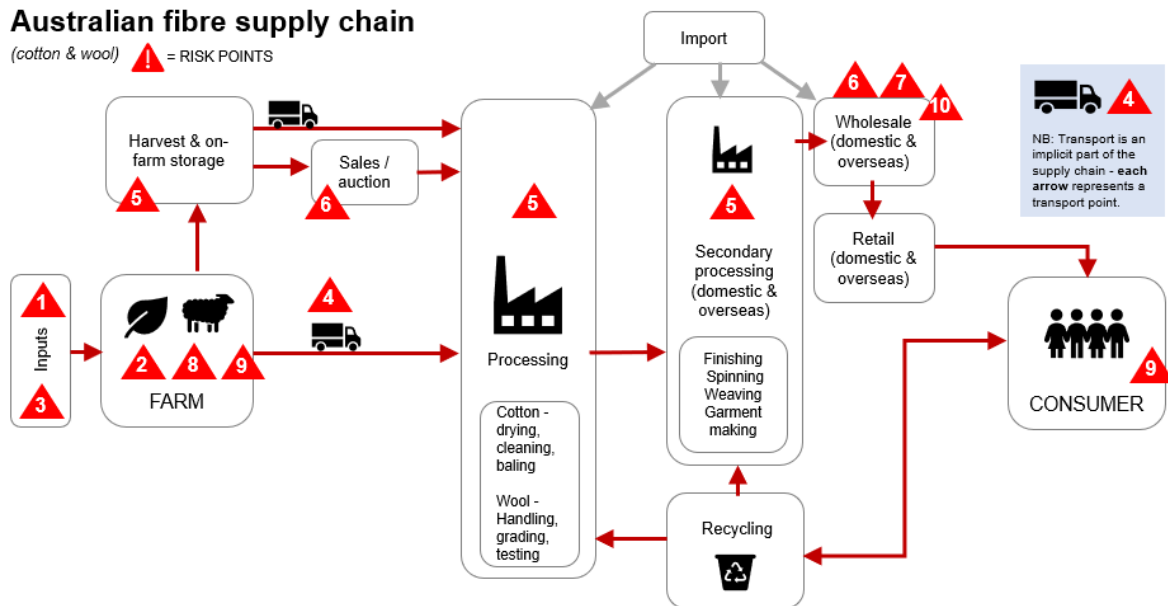 Australian fibre supply chain
(cotton & wool)
! = RISK POINTS
Import
4
NB: Transport is an
implicit part of the
supply chain - each
arrow represents a
transport point.
Harvest & on-
farm storage
5
Sales /
auction
6
1
Inputs
3
2
8
9
FARM
4
5
Processing
Cotton -
drying,
cleaning,
baling
Wool -
Handling,
grading,
testing
5
Secondary
processing
(domestic &
overseas)
Finishing
Spinning
Weaving
Garment
making
6
7
10
Wholesale
(domestic &
overseas)
Retail
(domestic &
overseas)
9
CONSUMER
Recycling